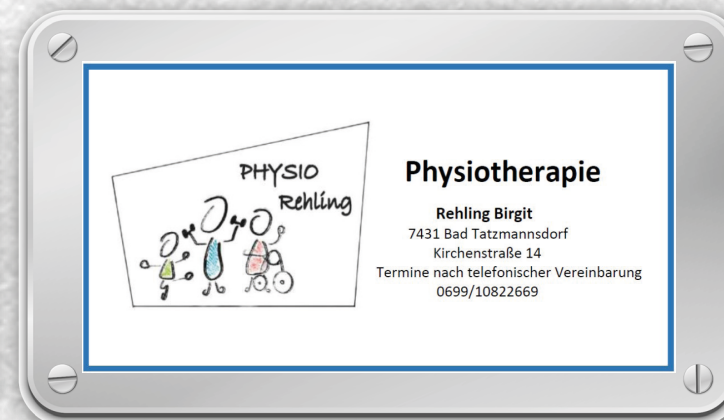 PHYSIO
Rehling
Physiotherapie
Rehling Birgit
7431 Bad Tatzmannsdorf
Kirchenstraße 14
Termine nach telefonischer Vereinbarung
0699/10822669